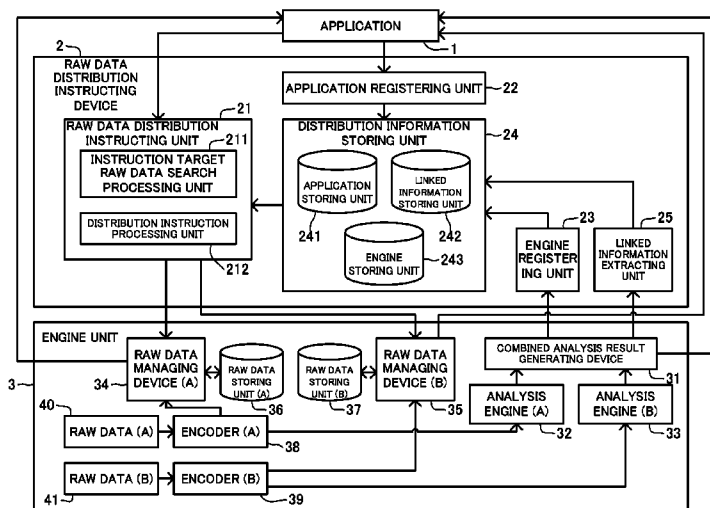 APPLICATION
1
2
RAW DATA
DISTRIBUTION
INSTRUCTING
DEVICE
APPLICATION REGISTERING UNIT
22
21
RAW DATA DISTRIBUTION
INSTRUCTING UNIT
211
INSTRUCTION TARGET
RAW DATA SEARCH
PROCESSING UNIT
DISTRIBUTION INSTRUCTION
PROCESSING UNIT
212
DISTRIBUTION INFORMATION
STORING UNIT
24
APPLICATION
STORING UNIT
241
LINKED
INFORMATION
STORING UNIT
242
ENGINE
STORING UNIT
243
23
ENGINE
REGISTER
ING UNIT
25
LINKED
INFORMATION
EXTRACTING
UNIT
ENGINE UNIT
3
RAW DATA
MANAGING
DEVICE (A)
34
RAW DATA
STORING
UNIT (A)
36
RAW DATA
STORING
UNIT (B)
37
RAW DATA
MANAGING
DEVICE (B)
35
COMBINED ANALYSIS RESULT
GENERATING DEVICE
31
ANALYSIS
ENGINE (A)
32
ANALYSIS
ENGINE (B)
33
40
RAW DATA (A)
ENCODER (A)
38
RAW DATA (B)
41
ENCODER (B)
39